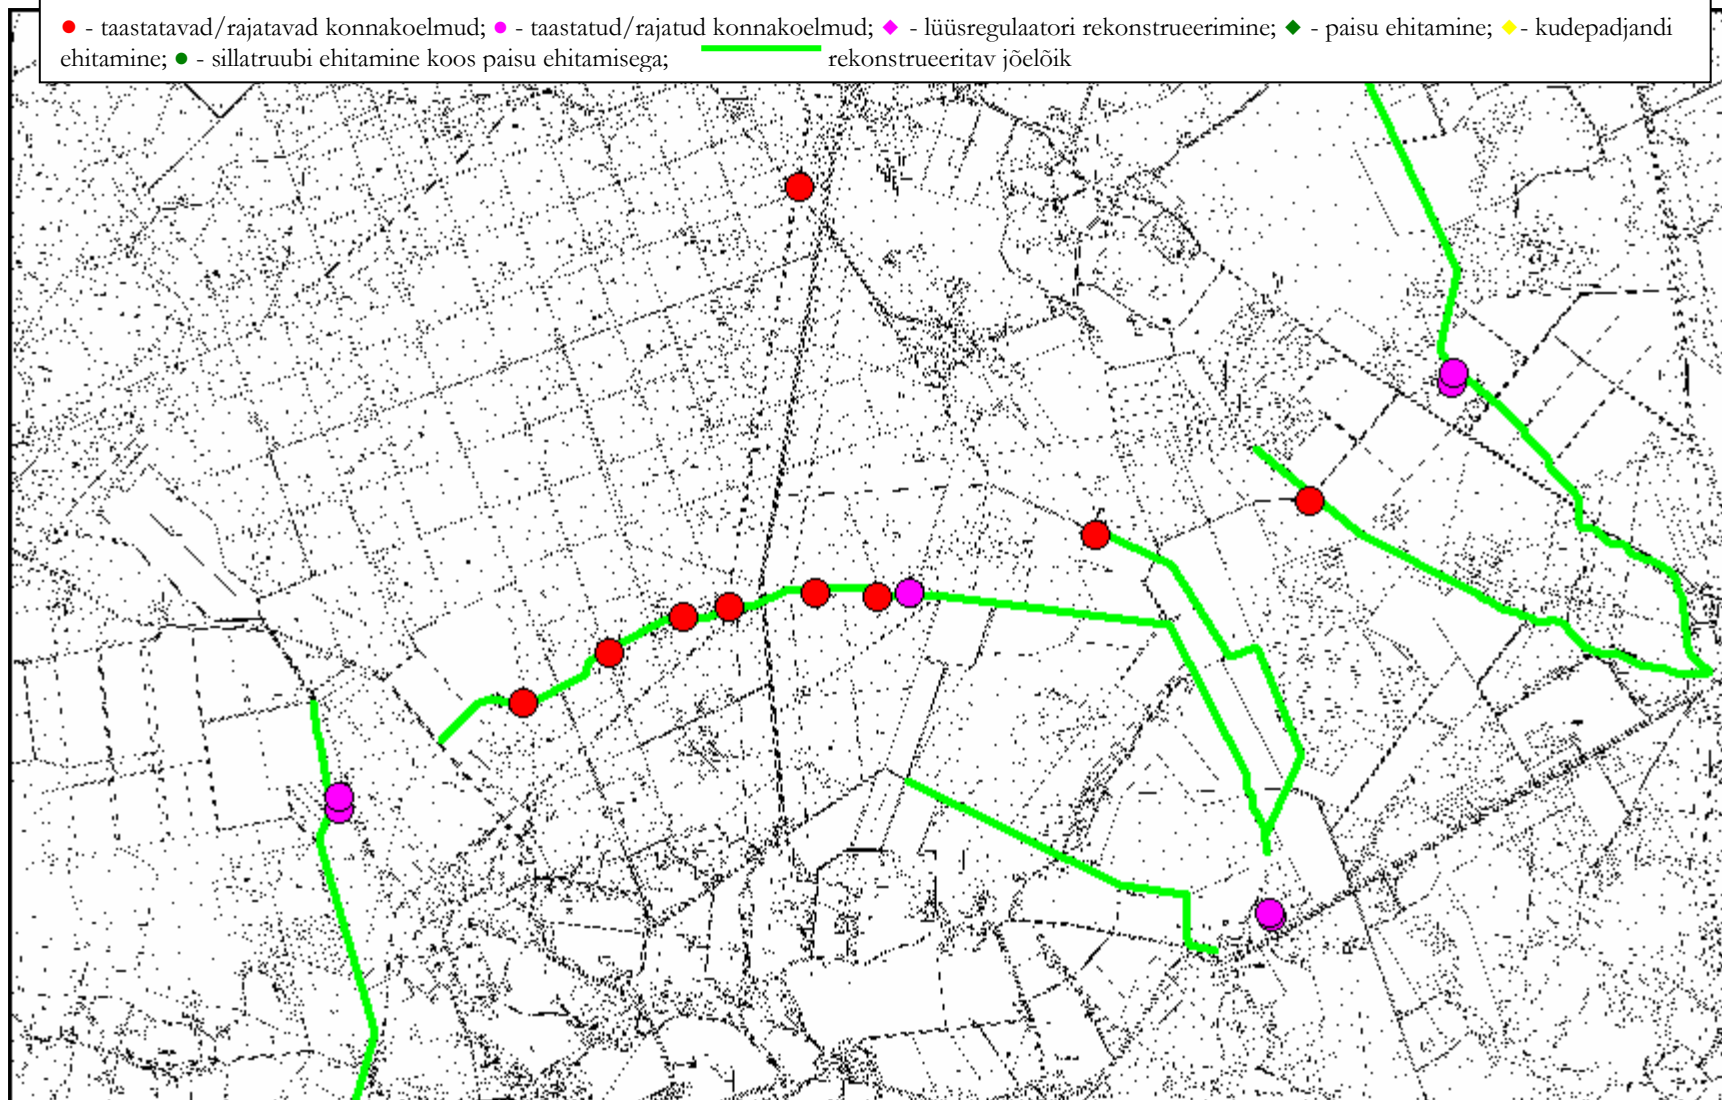 - taastatavad/rajatavad konnakoelmud; - taastatud/rajatud konnakoelmud; - lüüsregulaatori rekonstrueerimine; - paisu ehitamine; - kudepadjandi
ehitamine; - sillatruubi ehitamine koos paisu ehitamisega; rekonstrueeritav jõelõik